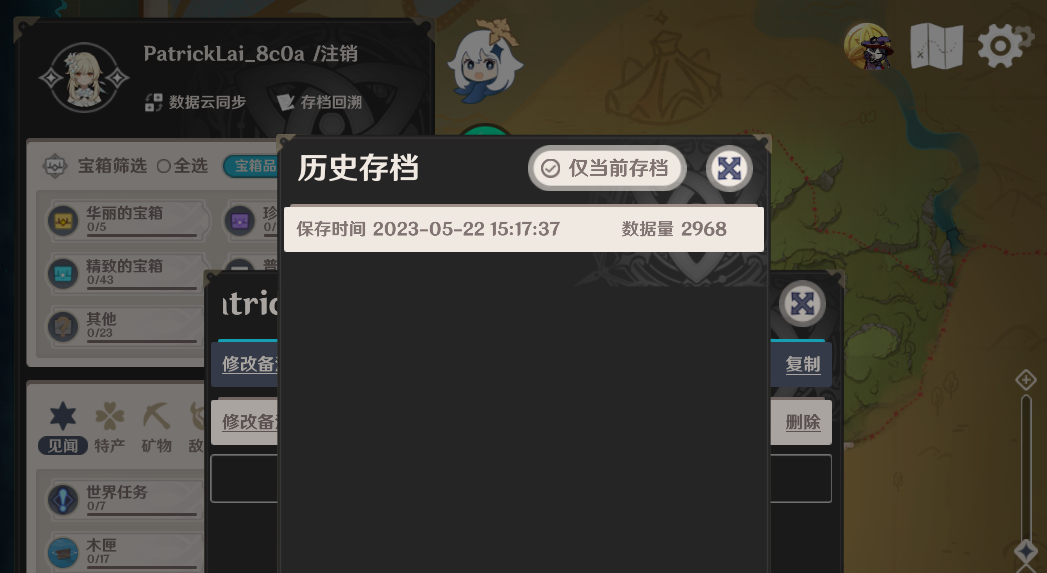 PatrickLai_8c0a /注销
数据云同步 存档回溯
历史存档 仅当前存档
宝箱筛选 全选 宝箱品
保存时间 2023-05-22 15:17:37 数据量 2968
华丽的宝箱
0/5
精致的宝箱
0/43
其他
0/23
修改备 复制
修改备 删除
见闻 特产 矿物
世界任务
0/7
木匣
0/17